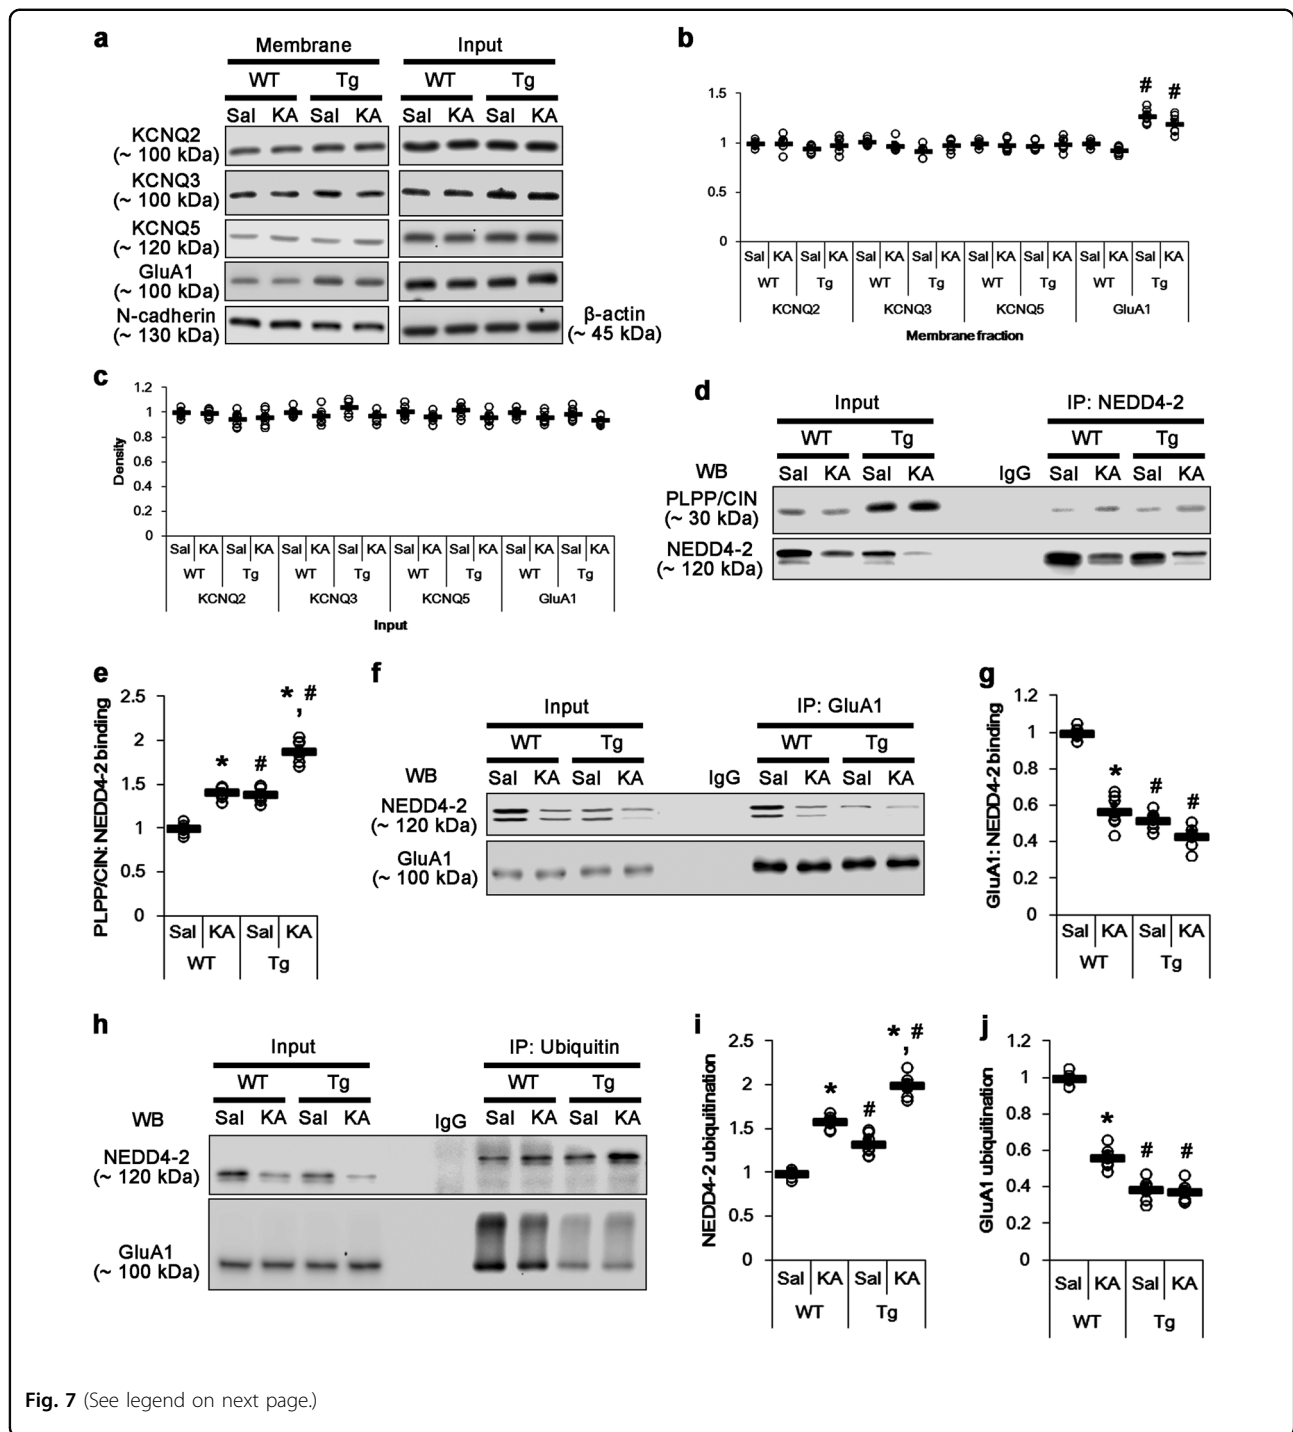 a
Membrane Input
WT Tg WT Tg
Sal KA Sal KA Sal KA Sal KA
KCNQ2
(~ 100 kDa)
KCNQ3
(~ 100 kDa)
KCNQ5
(~ 120 kDa)
GluA1
(~ 100 kDa)
N-cadherin
(~ 130 kDa)
β-actin
(~ 45 kDa)
b
# #
1.5
1
0.5
0
Sal KA Sal KA Sal KA Sal KA Sal KA Sal KA Sal KA Sal KA
WT Tg WT Tg WT Tg WT Tg
KCNQ2 KCNQ3 KCNQ5 GluA1
Membrane fraction
c
Density
1.2
1
0.8
0.6
0.4
0.2
0
Sal KA Sal KA Sal KA Sal KA Sal KA Sal KA Sal KA Sal KA
WT Tg WT Tg WT Tg WT Tg
KCNQ2 KCNQ3 KCNQ5 GluA1
Input
d
Input IP: NEDD4-2
WT Tg WT Tg
WB Sal KA Sal KA IgG Sal KA Sal KA
PLPP/CIN
(~ 30 kDa)
NEDD4-2
(~ 120 kDa)
e
PLPP/CIN: NEDD4-2 binding
2.5
2
1.5
1
0.5
0
* # *, #
Sal KA Sal KA
WT Tg
f
Input IP: GluA1
WT Tg WT Tg
WB Sal KA Sal KA IgG Sal KA Sal KA
NEDD4-2
(~ 120 kDa)
GluA1
(~ 100 kDa)
g
GluA1: NEDD4-2 binding
1.2
1
0.8
0.6
0.4
0.2
0
* # #
Sal KA Sal KA
WT Tg
h
Input IP: Ubiquitin
WT Tg WT Tg
WB Sal KA Sal KA IgG Sal KA Sal KA
NEDD4-2
(~ 120 kDa)
GluA1
(~ 100 kDa)
i
NEDD4-2 ubiquitination
2.5
2
1.5
1
0.5
0
* # *, #
Sal KA Sal KA
WT Tg
j
GluA1 ubiquitination
1.2
1
0.8
0.6
0.4
0.2
0
* # #
Sal KA Sal KA
WT Tg
Fig. 7 (See legend on next page.)